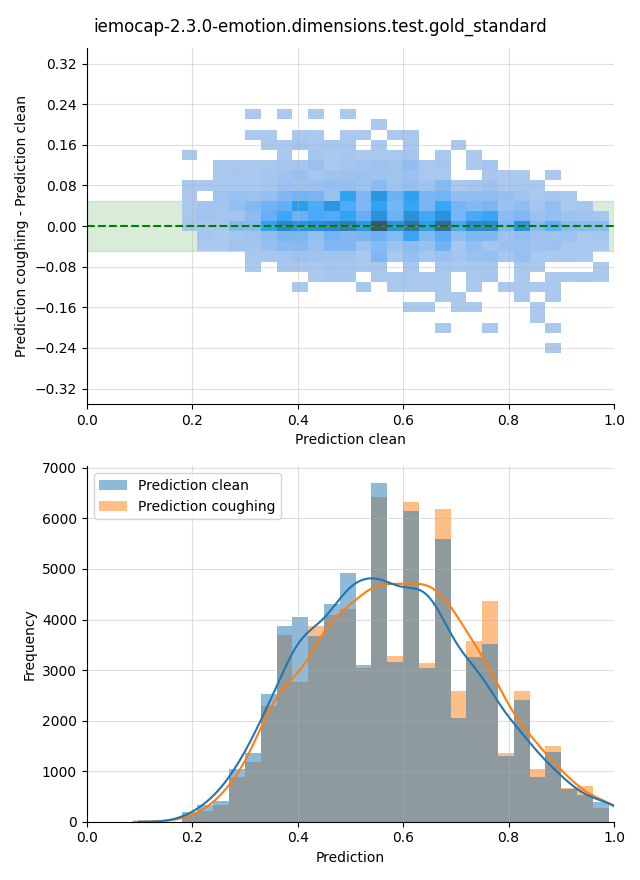 iemocap-2.3.0-emotion.dimensions.test.gold_standard
Prediction coughing - Prediction clean
0.32
0.24
0.16
0.08
0.00
−0.08
−0.16
−0.24
−0.32
0.0 0.2 0.4 0.6 0.8 1.0
Prediction clean
Frequency
7000
6000
5000
4000
3000
2000
1000
0
Prediction clean
Prediction coughing
0.0 0.2 0.4 0.6 0.8 1.0
Prediction